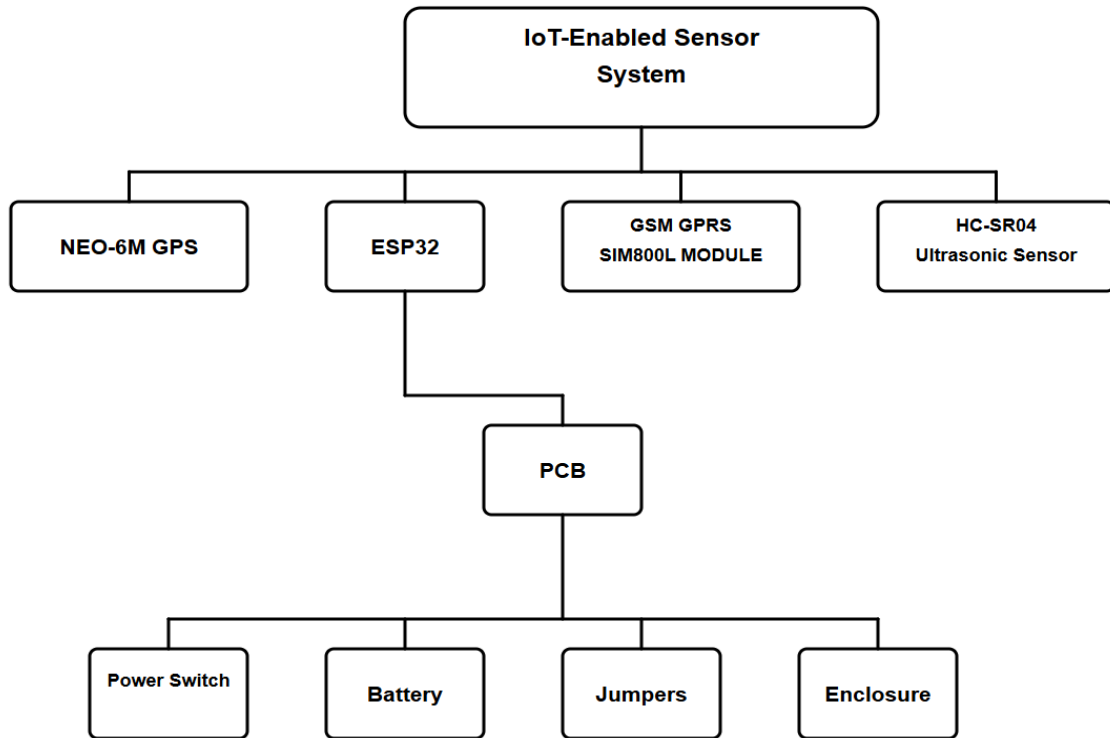 IoT-Enabled Sensor
System
NEO-6M GPS
ESP32
GSM GPRS
SIM800L MODULE
HC-SR04
Ultrasonic Sensor
PCB
Power Switch
Battery
Jumpers
Enclosure